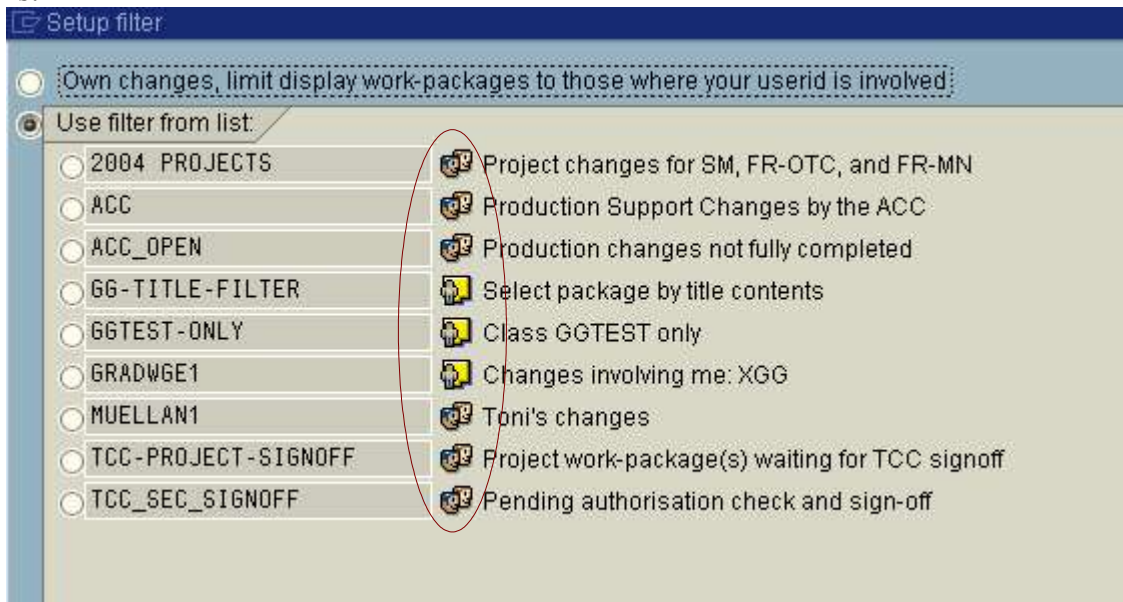 Setup filter
Own changes, limit display work-packages to those where your userid is involved
Use filter from list:
2004 PROJECTS Project changes for SM, FR-OTC, and FR-MN
ACC Production Support Changes by the ACC
ACC_OPEN Production changes not fully completed
GG-TITLE-FILTER Select package by title contents
GGTEST-ONLY Class GGTEST only
GRADWGE1 Changes involving me: XGG
MUELLAN1 Toni's changes
TCC-PROJECT-SIGNOFF Project work-package(s) waiting for TCC signoff
TCC_SEC_SIGNOFF Pending authorisation check and sign-off